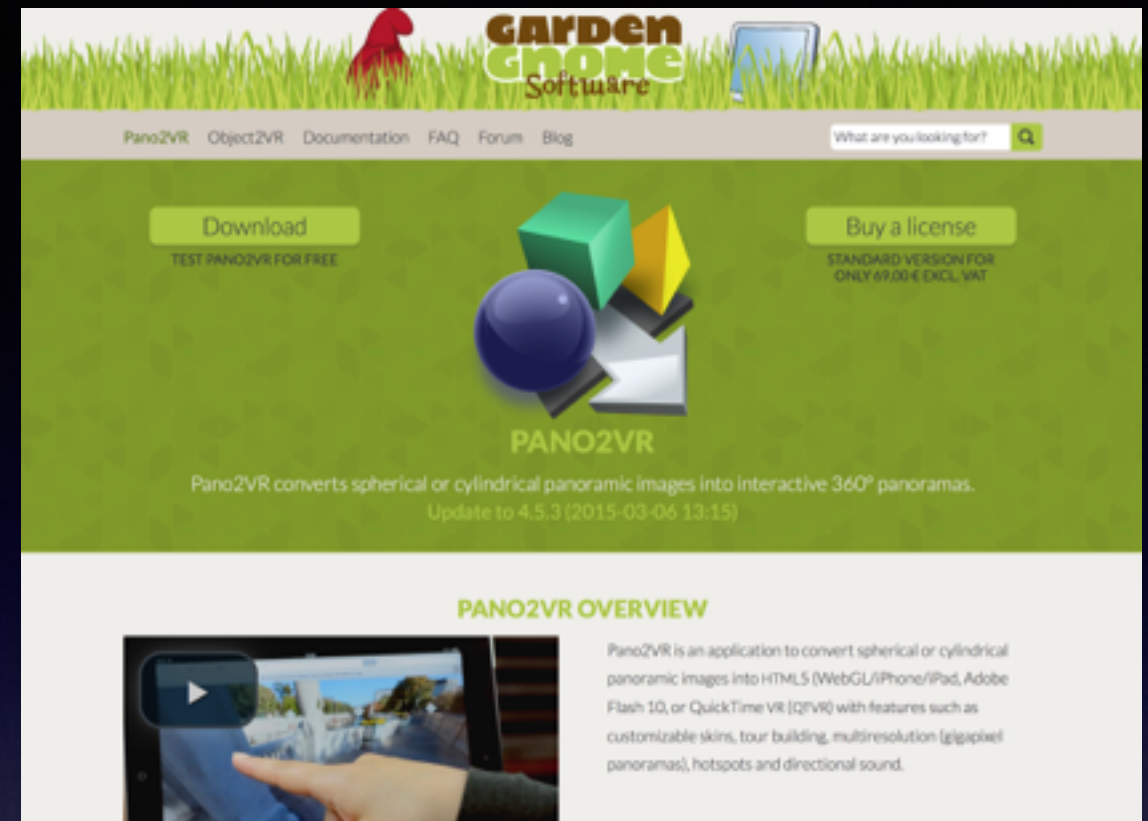 GARDEN
GNOME
Software
Pano2VR Object2VR Documentation FAQ Forum Blog
What are you looking for?
Download
TEST PANO2VR FOR FREE
Buy a license
STANDARD VERSION FOR
ONLY 69.00 € EXCL. VAT
PANO2VR
Pano2VR converts spherical or cylindrical panoramic images into interactive 360° panoramas.
Update to 4.5.3 (2015-03-06 13:15)
PANO2VR OVERVIEW
Pano2VR is an application to convert spherical or cylindrical
panoramic images into HTML5 (WebGL/iPhone/iPad, Adobe
Flash 10, or QuickTime VR (QTVR) with features such as
customizable skins, tour building, multiresolution (gigapixel
panoramas), hotspots and directional sound.